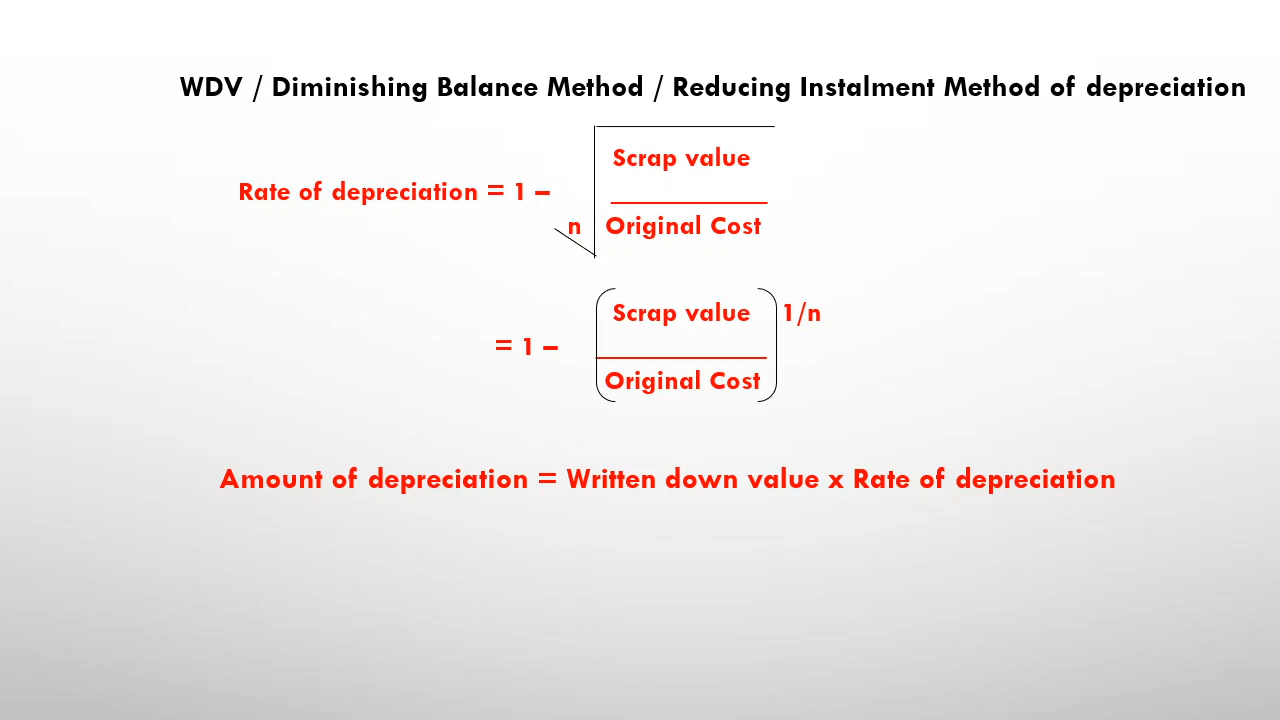 WDV / Diminishing Balance Method / Reducing Instalment Method of depreciation
Scrap value
Rate of depreciation = 1 –
n Original Cost
Scrap value 1/n
= 1 –
Original Cost
Amount of depreciation = Written down value x Rate of depreciation